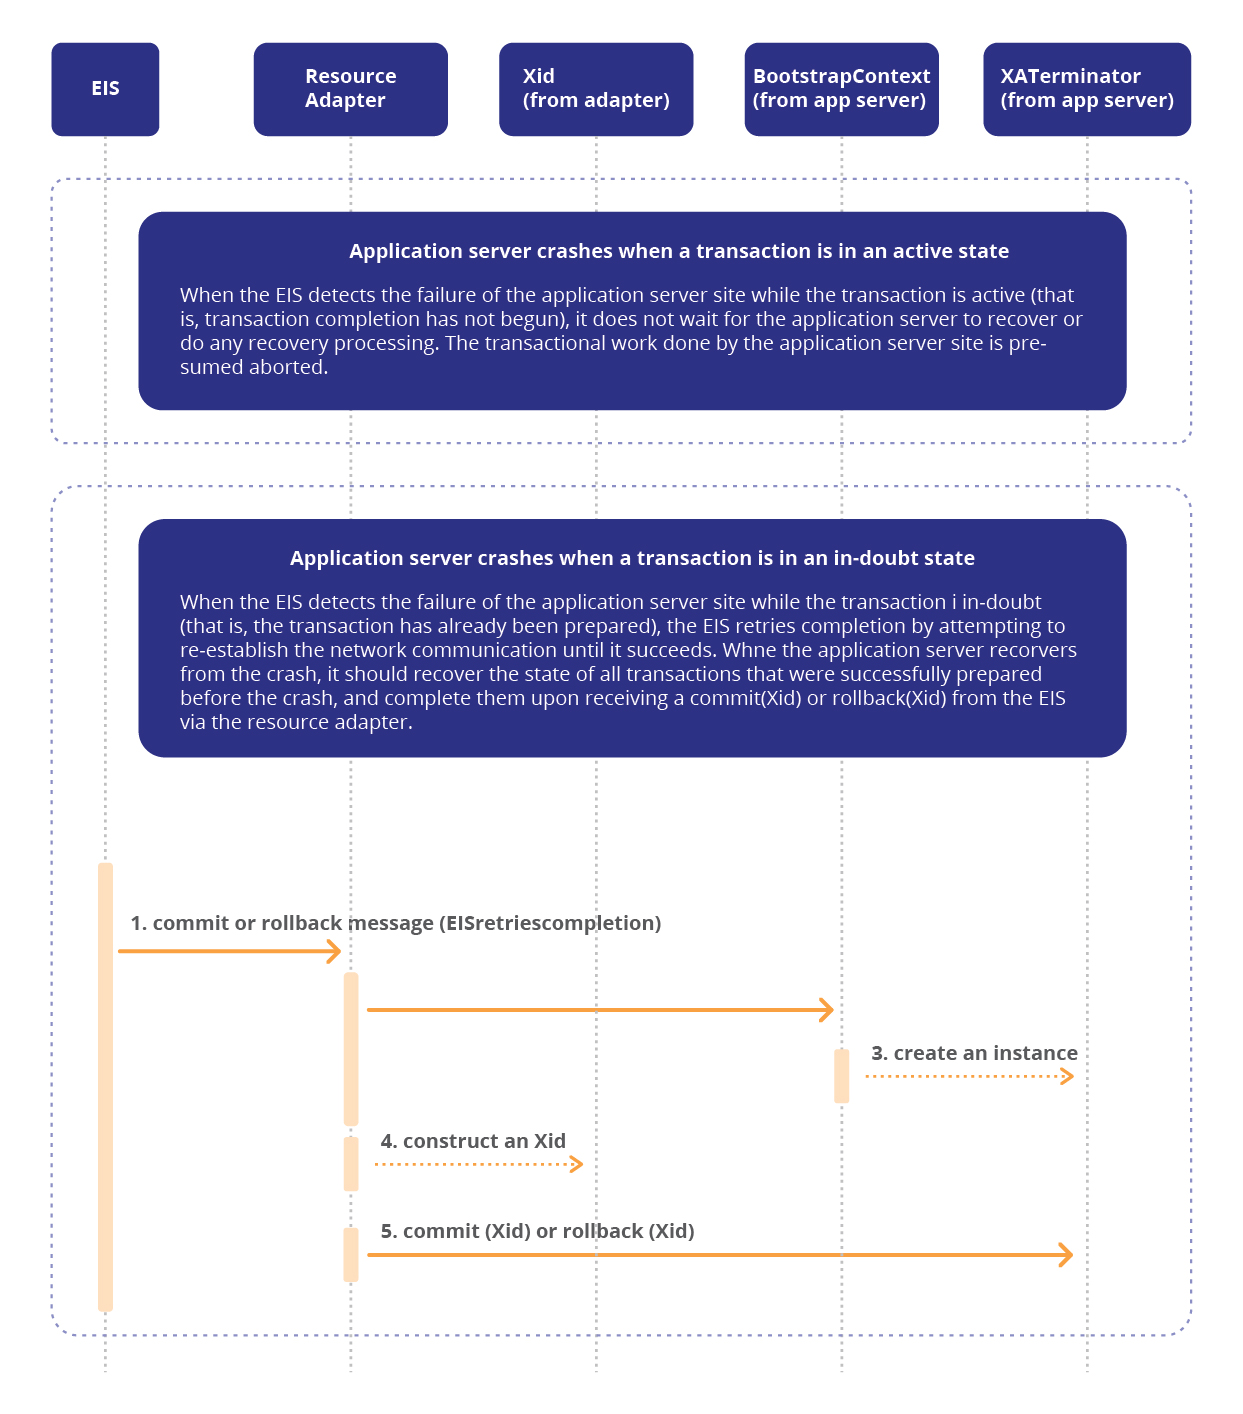 EIS
Resource
Adapter
Xid
(from adapter)
BootstrapContext
(from app server)
XATerminator
(from app server)
Application server crashes when a transaction is in an active state
When the EIS detects the failure of the application server site while the transaction is active (that
is, transaction completion has not begun), it does not wait for the application server to recover or
do any recovery processing. The transactional work done by the application server site is pre-
sumed aborted.
Application server crashes when a transaction is in an in-doubt state
When the EIS detects the failure of the application server site while the transaction i in-doubt
(that is, the transaction has already been prepared), the EIS retries completion by attempting to
re-establish the network communication until it succeeds. Whne the application server recorvers
from the crash, it should recover the state of all transactions that were successfully prepared
before the crash, and complete them upon receiving a commit(Xid) or rollback(Xid) from the EIS
via the resource adapter.
1. commit or rollback message (EISretriescompletion)
3. create an instance
4. construct an Xid
5. commit (Xid) or rollback (Xid)